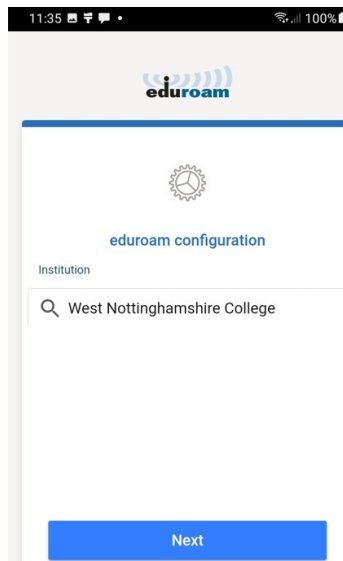 11:35
100%
eduroam
eduroam configuration
Institution
West Nottinghamshire College
Next